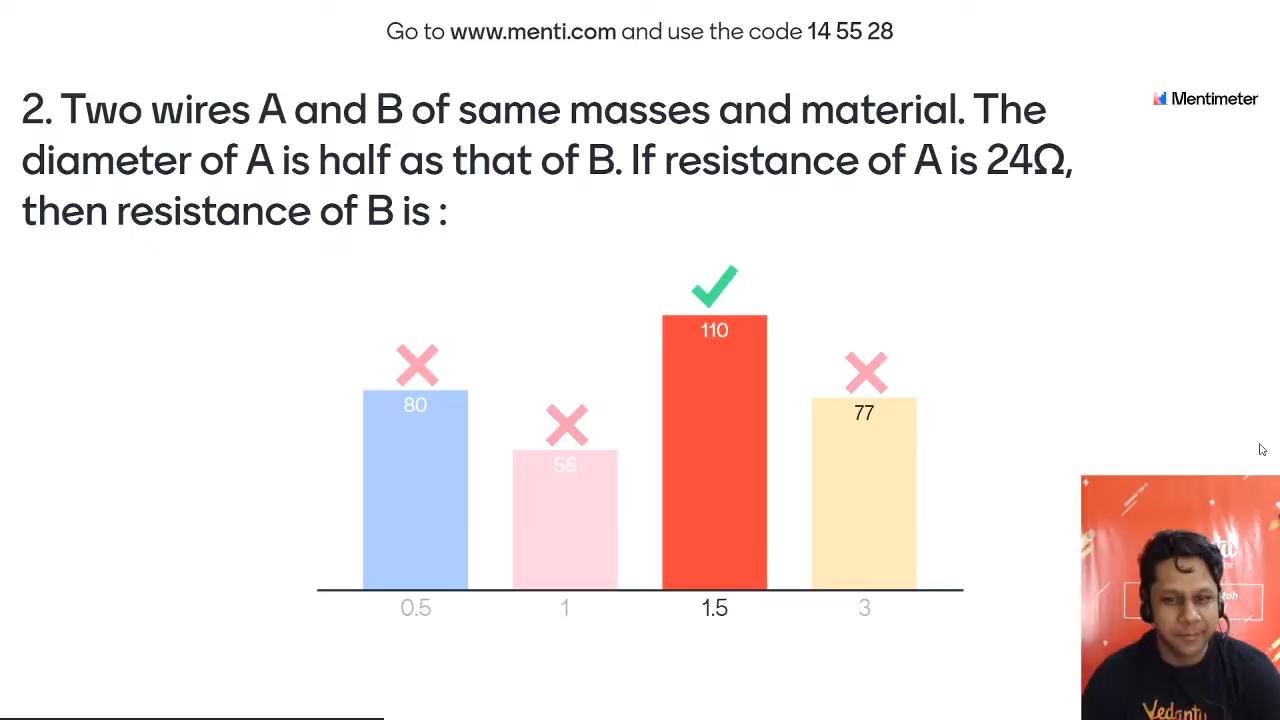 Go to www.menti.com and use the code 14 55 28
Mentimeter
2. Two wires A and B of same masses and material. The
diameter of A is half as that of B. If resistance of A is 24Ω,
then resistance of B is :
80
56
110
77
0.5
1
1.5
3
toh
Vedantu